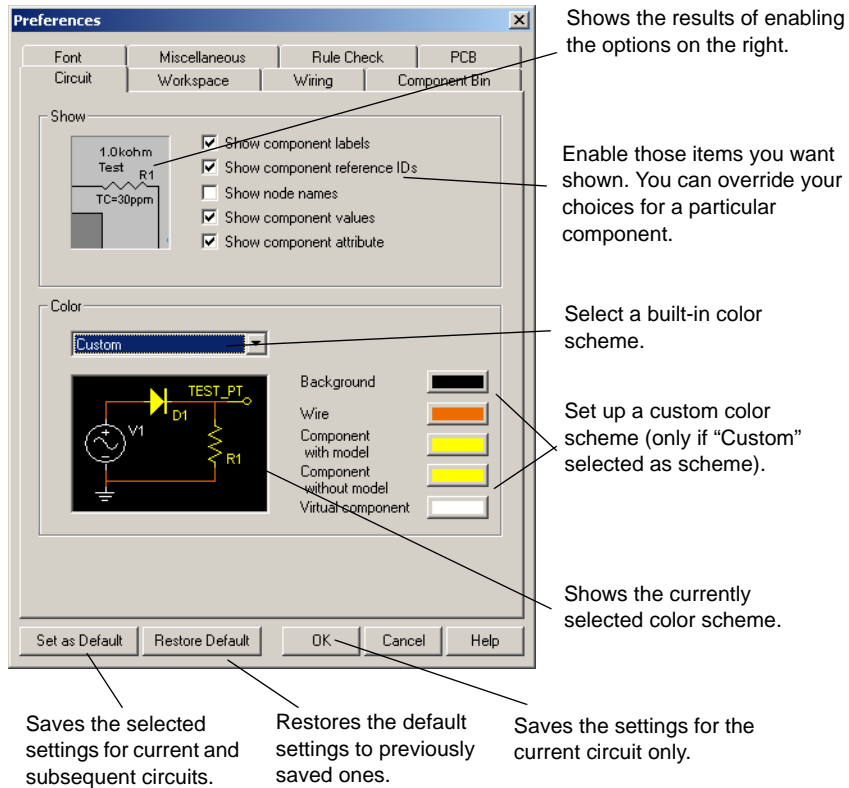 Preferences
Shows the results of enabling
the options on the right.
Font
Miscellaneous
Rule Check
PCB
Circuit
Workspace
Wiring
Component Bin
Show
1.0kohm
Test
R1
TC=30ppm
Show component labels
Show component reference IDs
Show node names
Show component values
Show component attribute
Enable those items you want
shown. You can override your
choices for a particular
component.
Color
Custom
Select a built-in color
scheme.
TEST_PT
D1
V1
R1
Background
Wire
Component
with model
Component
without model
Virtual component
Set up a custom color
scheme (only if “Custom”
selected as scheme).
Shows the currently
selected color scheme.
Set as Default
Restore Default
OK
Cancel
Help
Saves the selected
settings for current and
subsequent circuits.
Restores the default
settings to previously
saved ones.
Saves the settings for the
current circuit only.